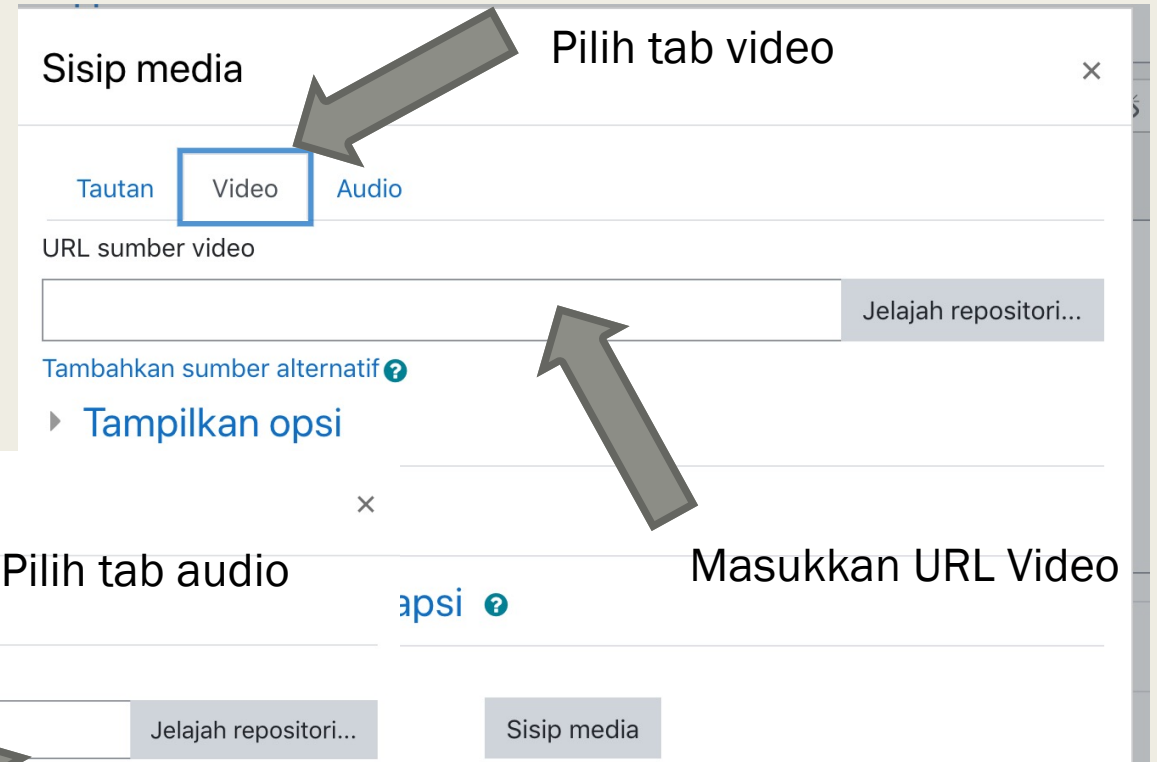 Pilih tab video
Sisip media
×
Tautan Video Audio
URL sumber video
Jelajah repositori...
Tambahkan sumber alternatif ?
Tampilkan opsi
×
Masukkan URL Video
Pilih tab audio
apsi ?
Jelajah repositori...
Sisip media